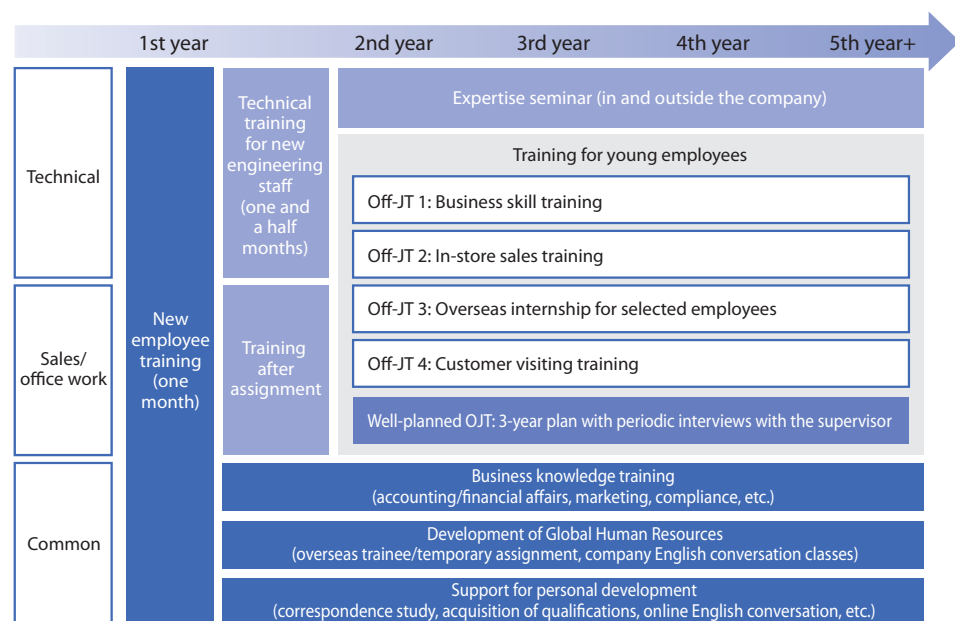 1st year
2nd year
3rd year
4th year
5th year+
Technical
Sales/
office work
Common
New
employee
training
(one
month)
Technical
training
for new
engineering
staff
(one and
a half
months)
Training
after
assignment
Expertise seminar (in and outside the company)
Training for young employees
Off-JT 1: Business skill training
Off-JT 2: In-store sales training
Off-JT 3: Overseas internship for selected employees
Off-JT 4: Customer visiting training
Well-planned OJT: 3-year plan with periodic interviews with the supervisor
Business knowledge training
(accounting/financial affairs, marketing, compliance, etc.)
Development of Global Human Resources
(overseas trainee/temporary assignment, company English conversation classes)
Support for personal development
(correspondence study, acquisition of qualifications, online English conversation, etc.)